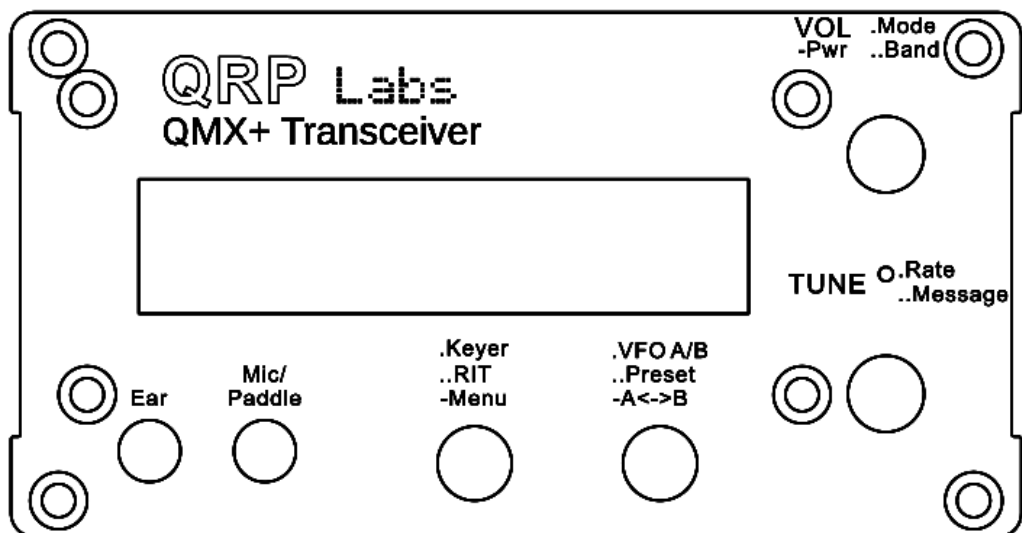 VOL .Mode
-Pwr ..Band
QRP Labs
QMX+ Transceiver
TUNE .Rate
..Message
.Keyer
..RIT
-Menu
.VFO A/B
..Preset
-A<->B
Ear
Mic/
Paddle